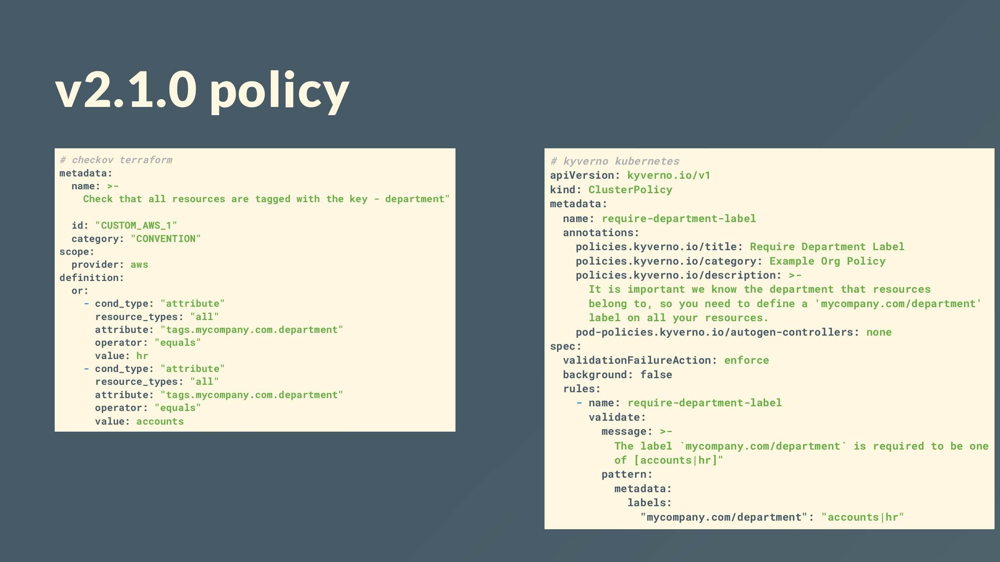 v2.1.0 policy
# checkov terraform
metadata:
  name: >-
    Check that all resources are tagged with the key - department"

  id: "CUSTOM_AWS_1"
  category: "CONVENTION"
scope:
  provider: aws
definition:
  or:
    - cond_type: "attribute"
      resource_types: "all"
      attribute: "tags.mycompany.com.department"
      operator: "equals"
      value: hr
    - cond_type: "attribute"
      resource_types: "all"
      attribute: "tags.mycompany.com.department"
      operator: "equals"
      value: accounts
# kyverno kubernetes
apiVersion: kyverno.io/v1
kind: ClusterPolicy
metadata:
  name: require-department-label
  annotations:
    policies.kyverno.io/title: Require Department Label
    policies.kyverno.io/category: Example Org Policy
    policies.kyverno.io/description: >-
      It is important we know the department that resources
      belong to, so you need to define a 'mycompany.com/department'
      label on all your resources.
    pod-policies.kyverno.io/autogen-controllers: none
spec:
  validationFailureAction: enforce
  background: false
  rules:
    - name: require-department-label
      validate:
        message: >-
          The label `mycompany.com/department` is required to be one
          of [accounts|hr]"
        pattern:
          metadata:
            labels:
              "mycompany.com/department": "accounts|hr"